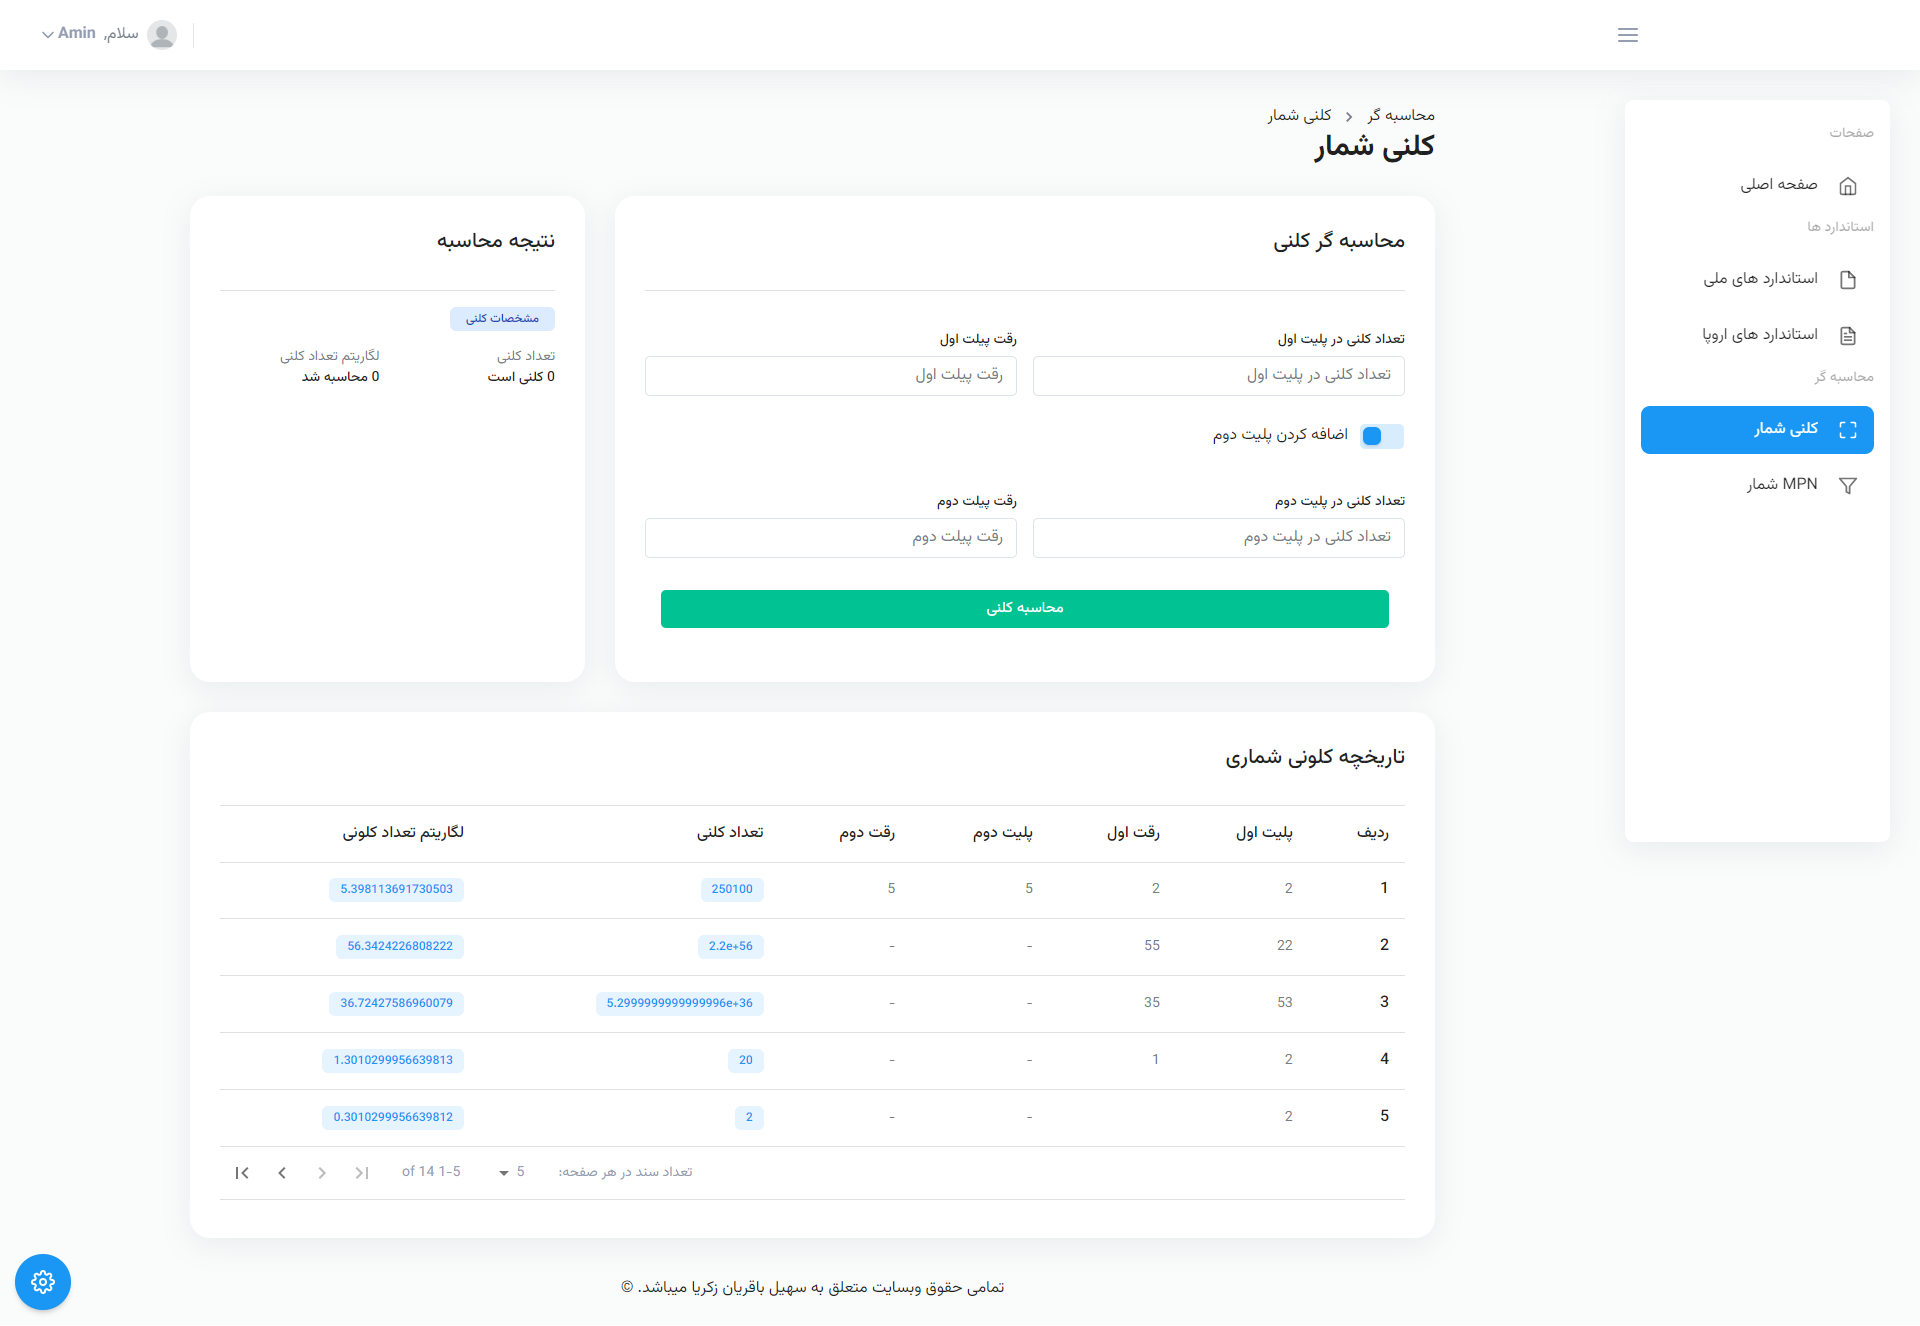 سلام, Amin
صفحات
صفحه اصلی
استاندارد ها
استاندارد های ملی
استاندارد های اروپا
محاسبه گر
کلنی شمار
MPN شمار
محاسبه گر
کلنی شمار
کلنی شمار
محاسبه گر کلنی
تعداد کلنی در پلیت اول
رقت پیلت اول
تعداد کلنی در پلیت اول
رقت پیلت اول
اضافه کردن پلیت دوم
تعداد کلنی در پلیت دوم
رقت پیلت دوم
تعداد کلنی در پلیت دوم
رقت پیلت دوم
محاسبه کلنی
نتیجه محاسبه
مشخصات کلنی
تعداد کلنی
لگاریتم تعداد کلنی
0 کلنی است
0 محاسبه شد
تاریخچه کلونی شماری
ردیف پلیت اول رقت اول پلیت دوم رقت دوم تعداد کلنی لگاریتم تعداد کلونی
1 2 2 5 5 250100 5.398113691730503
2 22 55 - - 2.2e+56 56.3424226808222
3 53 35 - - 5.2999999999999996e+36 36.72427586960079
4 2 1 - - 20 1.3010299956639813
5 2 - - 2 0.3010299956639812
تعداد سند در هر صفحه: 5 1-5 of 14
تمامی حقوق وبسایت متعلق به سهیل باقریان زکریا میباشد. ©